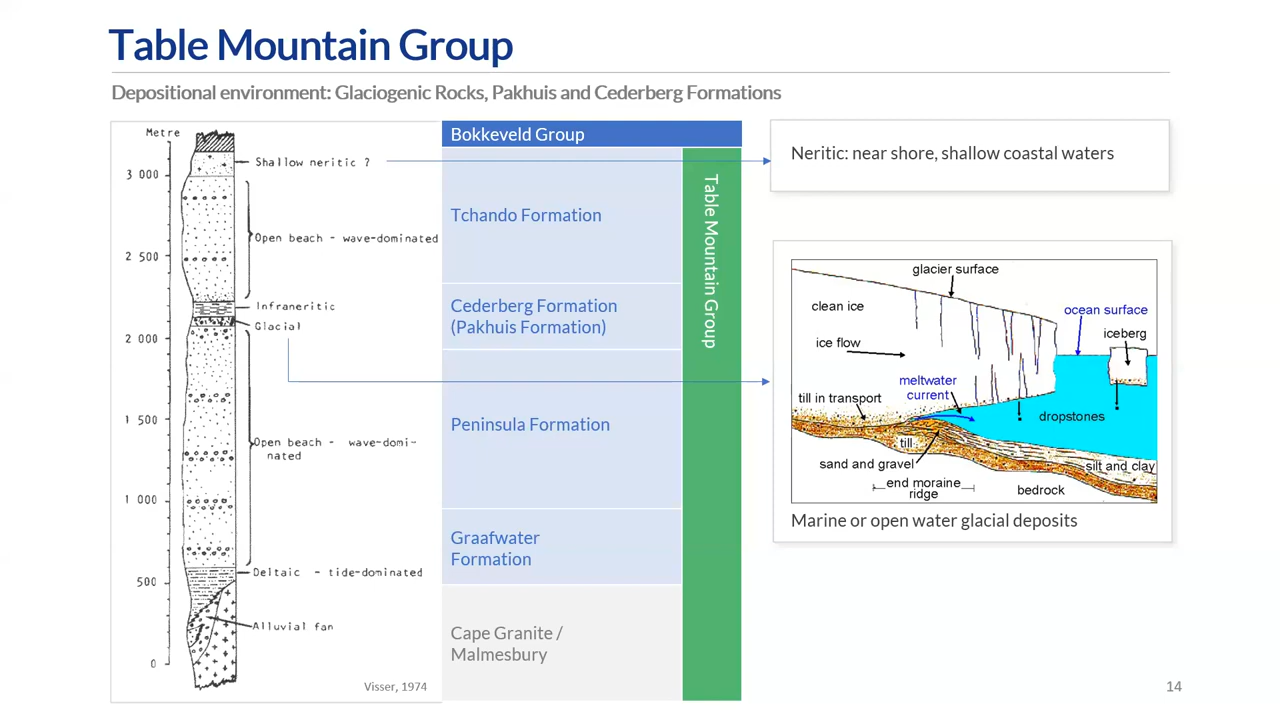 Table Mountain Group
Depositional environment: Glaciogenic Rocks, Pakhuis and Cederberg Formations
Metre
3 000
2 500
2 000
1 500
1 000
500
0
Shallow neritic ?
Open beach - wave-dominated
Infraneritic
Glacial
Open beach - wave-domi-
nated
Deltaic - tide-dominated
Alluvial fan
Visser, 1974
Bokkeveld Group
Tchando Formation
Cederberg Formation
(Pakhuis Formation)
Peninsula Formation
Graafwater
Formation
Cape Granite /
Malmesbury
Table Mountain Group
Neritic: near shore, shallow coastal waters
glacier surface
clean ice
ocean surface
iceberg
ice flow
meltwater
current
till in transport
dropstones
till
sand and gravel
silt and clay
end moraine
ridge
bedrock
Marine or open water glacial deposits
14